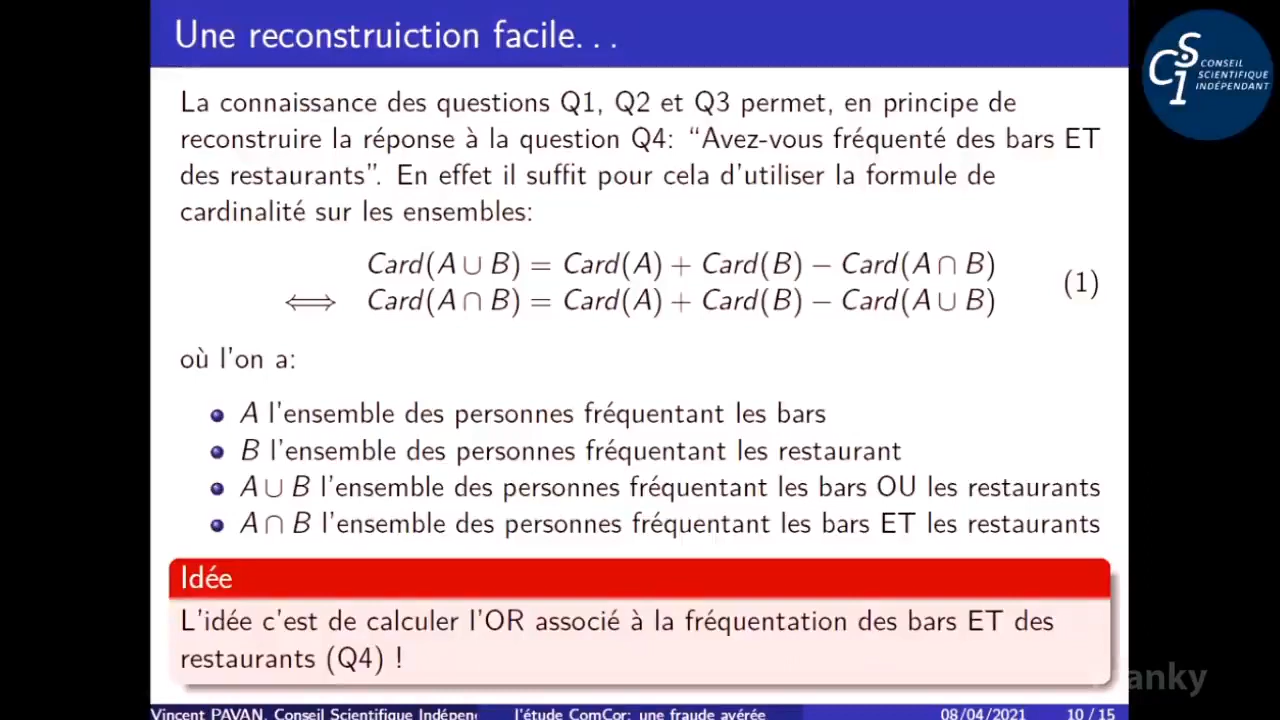 Une reconstruiction facile. . .
CONSEIL
SCIENTIFIQUE
INDÉPENDANT
La connaissance des questions Q1, Q2 et Q3 permet, en principe de
reconstruire la réponse à la question Q4: “Avez-vous fréquenté des bars ET
des restaurants”. En effet il suffit pour cela d'utiliser la formule de
cardinalité sur les ensembles:
Card(A ∪ B) = Card(A) + Card(B) − Card(A ∩ B)
⟺ Card(A ∩ B) = Card(A) + Card(B) − Card(A ∪ B)
(1)
où l'on a:
A l'ensemble des personnes fréquentant les bars
B l'ensemble des personnes fréquentant les restaurant
A ∪ B l'ensemble des personnes fréquentant les bars OU les restaurants
A ∩ B l'ensemble des personnes fréquentant les bars ET les restaurants
Idée
L'idée c'est de calculer l'OR associé à la fréquentation des bars ET des
restaurants (Q4) !
Vincent PAVAN, Conseil Scientifique Indépen l'étude ComCor: une fraude avérée 08/04/2021 10 / 15